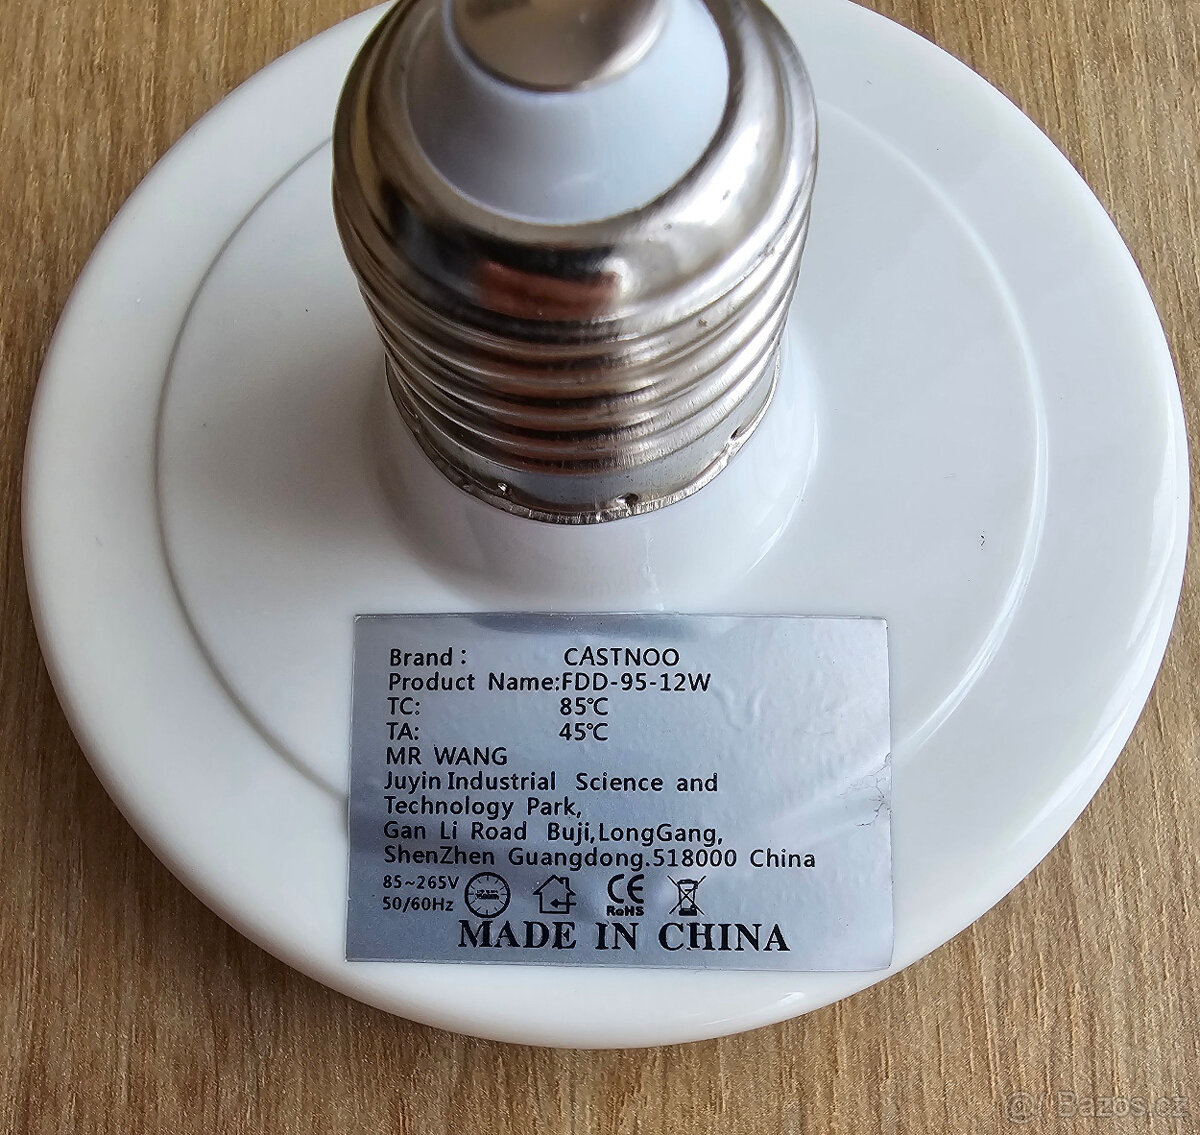 Brand : CASTNOO
Product Name:FDD-95-12W
TC: 85℃
TA: 45℃
MR WANG
Juyin Industrial Science and
Technology Park,
Gan Li Road Buji,LongGang,
ShenZhen Guangdong.518000 China
85~265V
50/60Hz
CE
RoHS
MADE IN CHINA
@ Bazos.cz